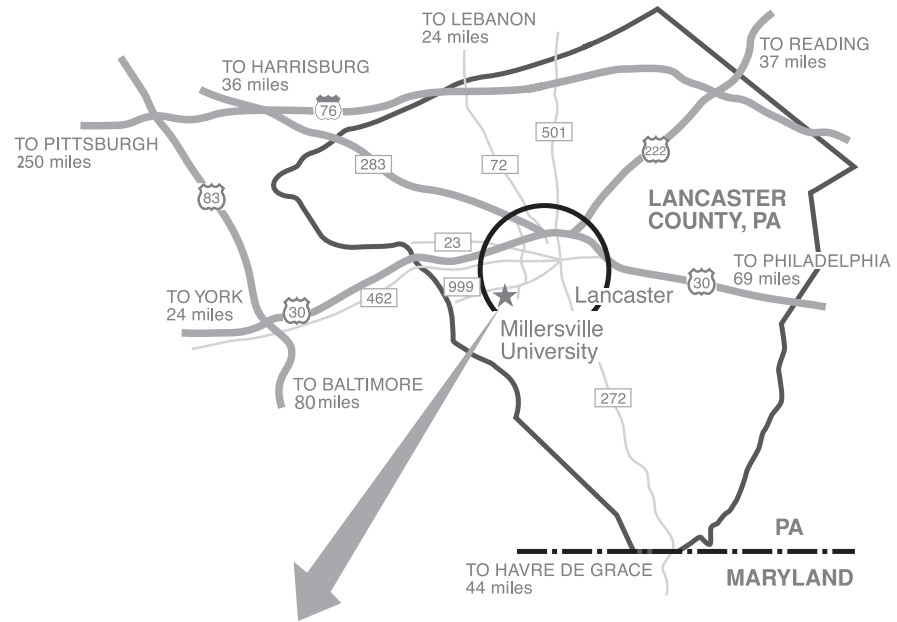 TO LEBANON
24 miles
TO READING
37 miles
TO HARRISBURG
36 miles
76
TO PITTSBURGH
250 miles
501
283
72
222
83
LANCASTER
COUNTY, PA
23
TO PHILADELPHIA
69 miles
30
TO YORK
24 miles
30
462
999
Lancaster
Millersville
University
TO BALTIMORE
80 miles
272
PA
TO HAVRE DE GRACE
44 miles
MARYLAND